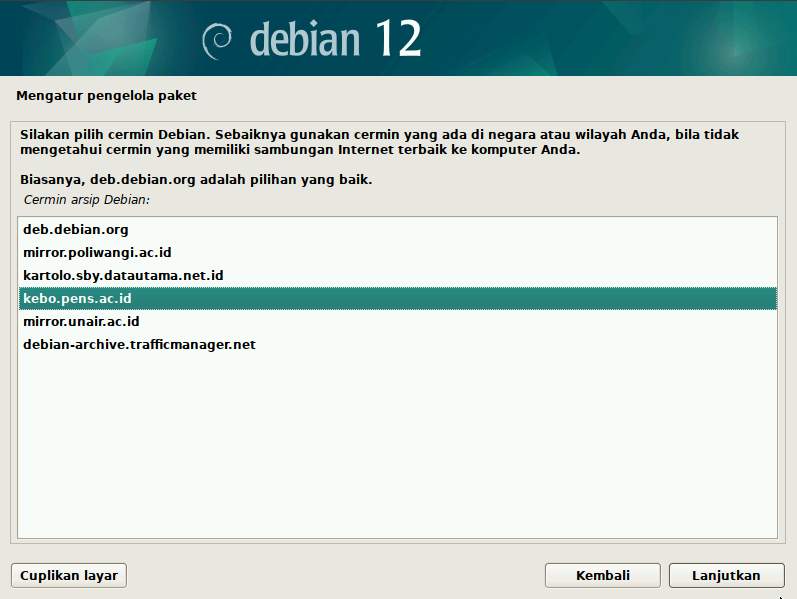 debian 12
Mengatur pengelola paket
Silakan pilih cermin Debian. Sebaiknya gunakan cermin yang ada di negara atau wilayah Anda, bila tidak
mengetahui cermin yang memiliki sambungan Internet terbaik ke komputer Anda.
Biasanya, deb.debian.org adalah pilihan yang baik.
Cermin arsip Debian:
deb.debian.org
mirror.poliwangi.ac.id
kartolo.sby.datautama.net.id
kebo.pens.ac.id
mirror.unair.ac.id
debian-archive.trafficmanager.net
Cuplikan layar
Kembali
Lanjutkan